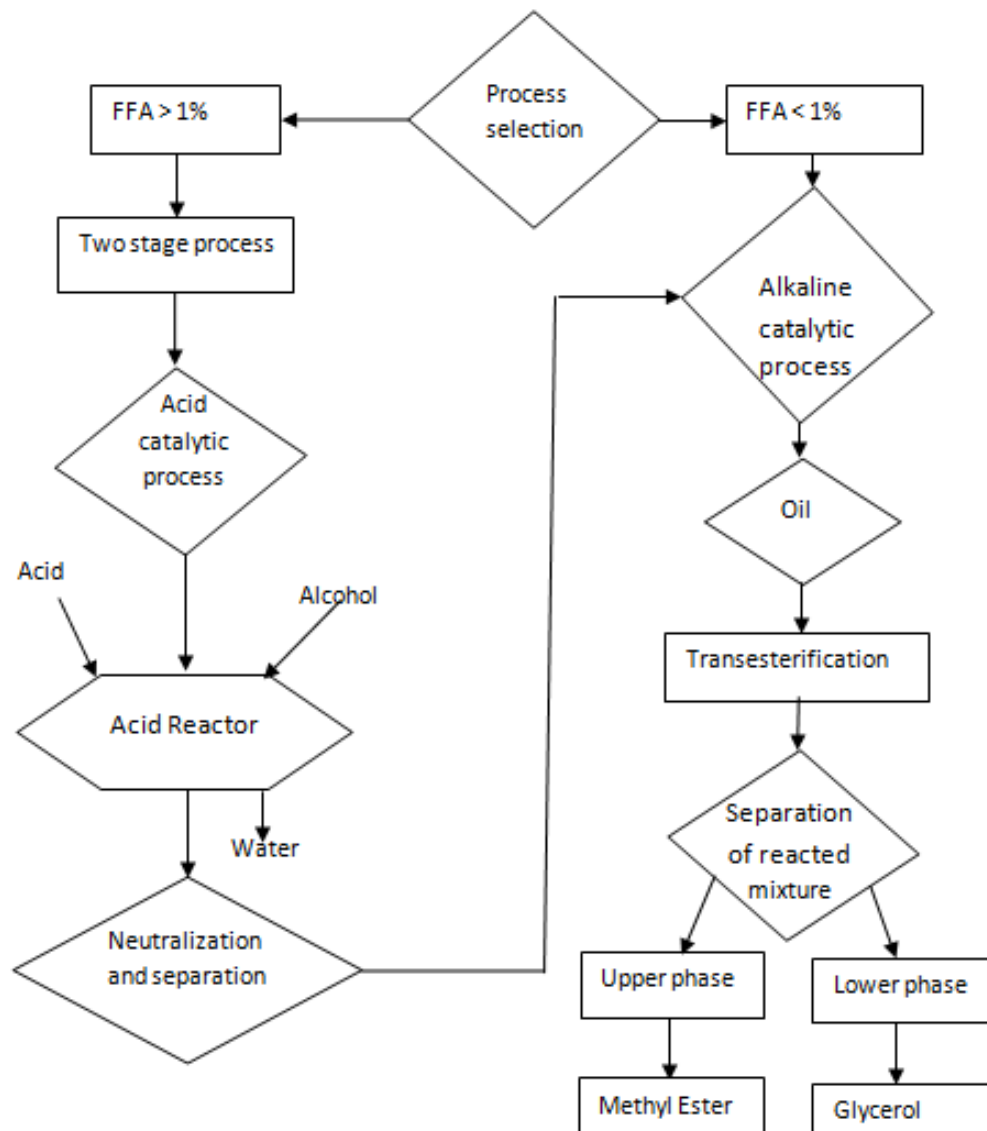 Process
selection
FFA > 1%
FFA < 1%
Two stage process
Alkaline
catalytic
process
Acid
catalytic
process
Oil
Acid
Alcohol
Transesterification
Acid Reactor
Separation
of reacted
mixture
Water
Neutralization
and separation
Upper phase
Lower phase
Methyl Ester
Glycerol